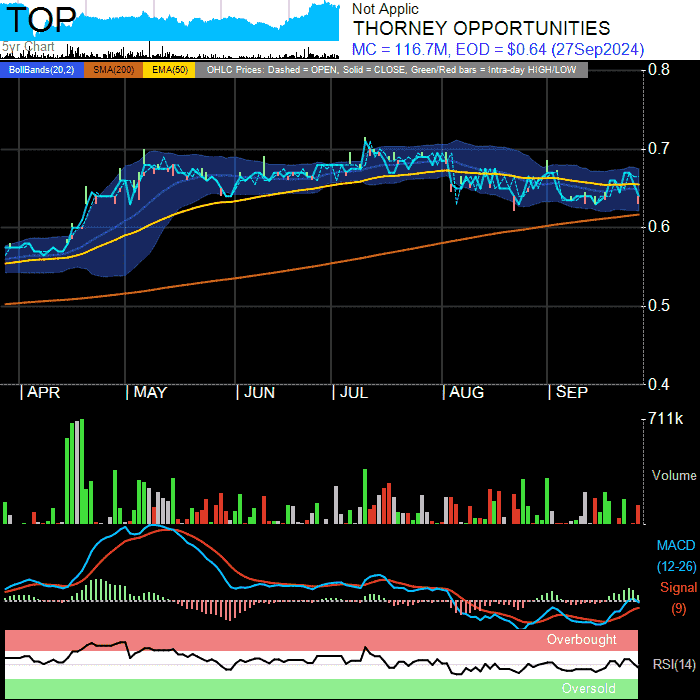 TOP
5yr Chart
Not Applic
THORNEY OPPORTUNITIES
MC = 116.7M, EOD = $0.64 (27Sep2024)
BollBands(20,2) SMA(200) EMA(50) OHLC Prices: Dashed = OPEN, Solid = CLOSE, Green/Red bars = Intra-day HIGH/LOW
0.8
0.7
0.6
0.5
0.4
APR MAY JUN JUL AUG SEP
711k
Volume
MACD
(12-26)
Signal
(9)
Overbought
RSI(14)
Oversold